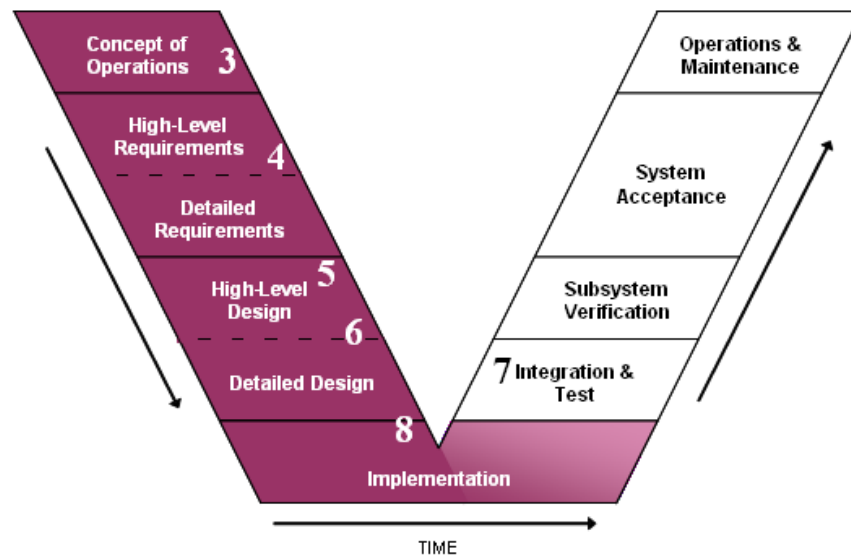 Concept of
Operations
3
High-Level
Requirements
4
Detailed
Requirements
5
High-Level
Design
6
Detailed Design
8
Implementation
7
Integration &
Test
Subsystem
Verification
System
Acceptance
Operations &
Maintenance
TIME